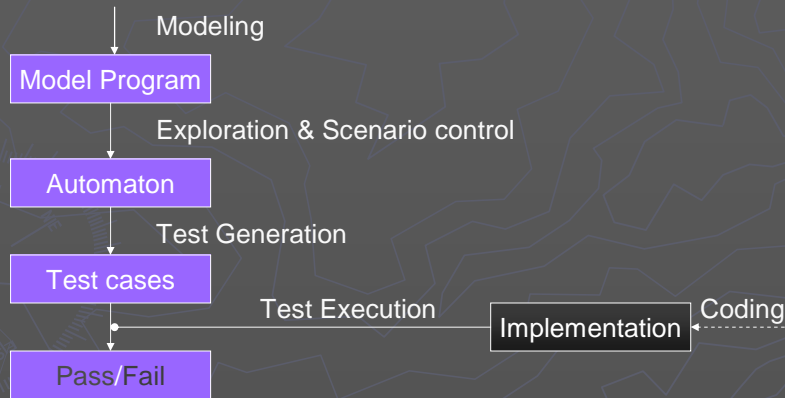 Modeling
Model Program
Exploration & Scenario control
Automaton
Test Generation
Test cases
Test Execution
Implementation
Coding
Pass/Fail